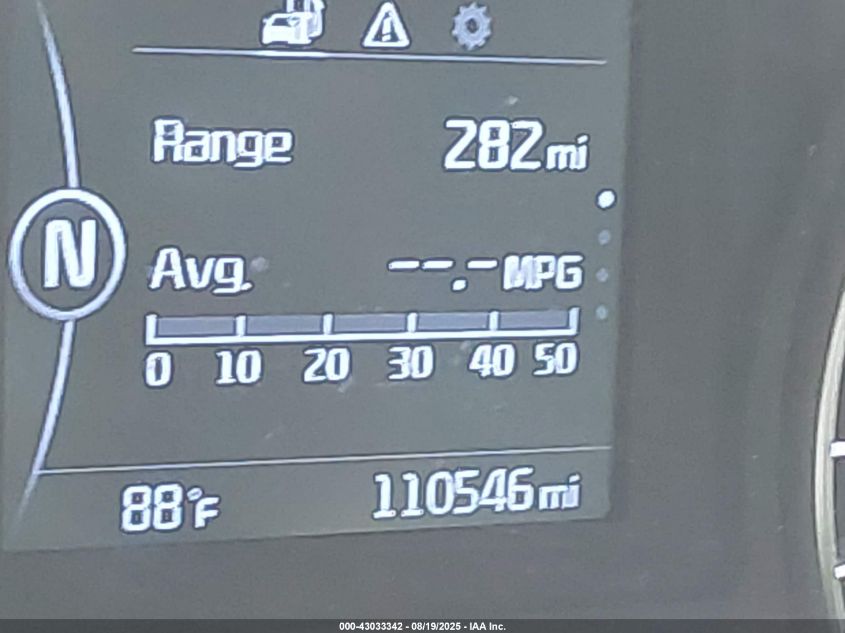 Range 282mi
N
Avg. --.-MPG
0 10 20 30 40 50
88°F 110546mi
000-43033342 - 08/19/2025 - IAA Inc.